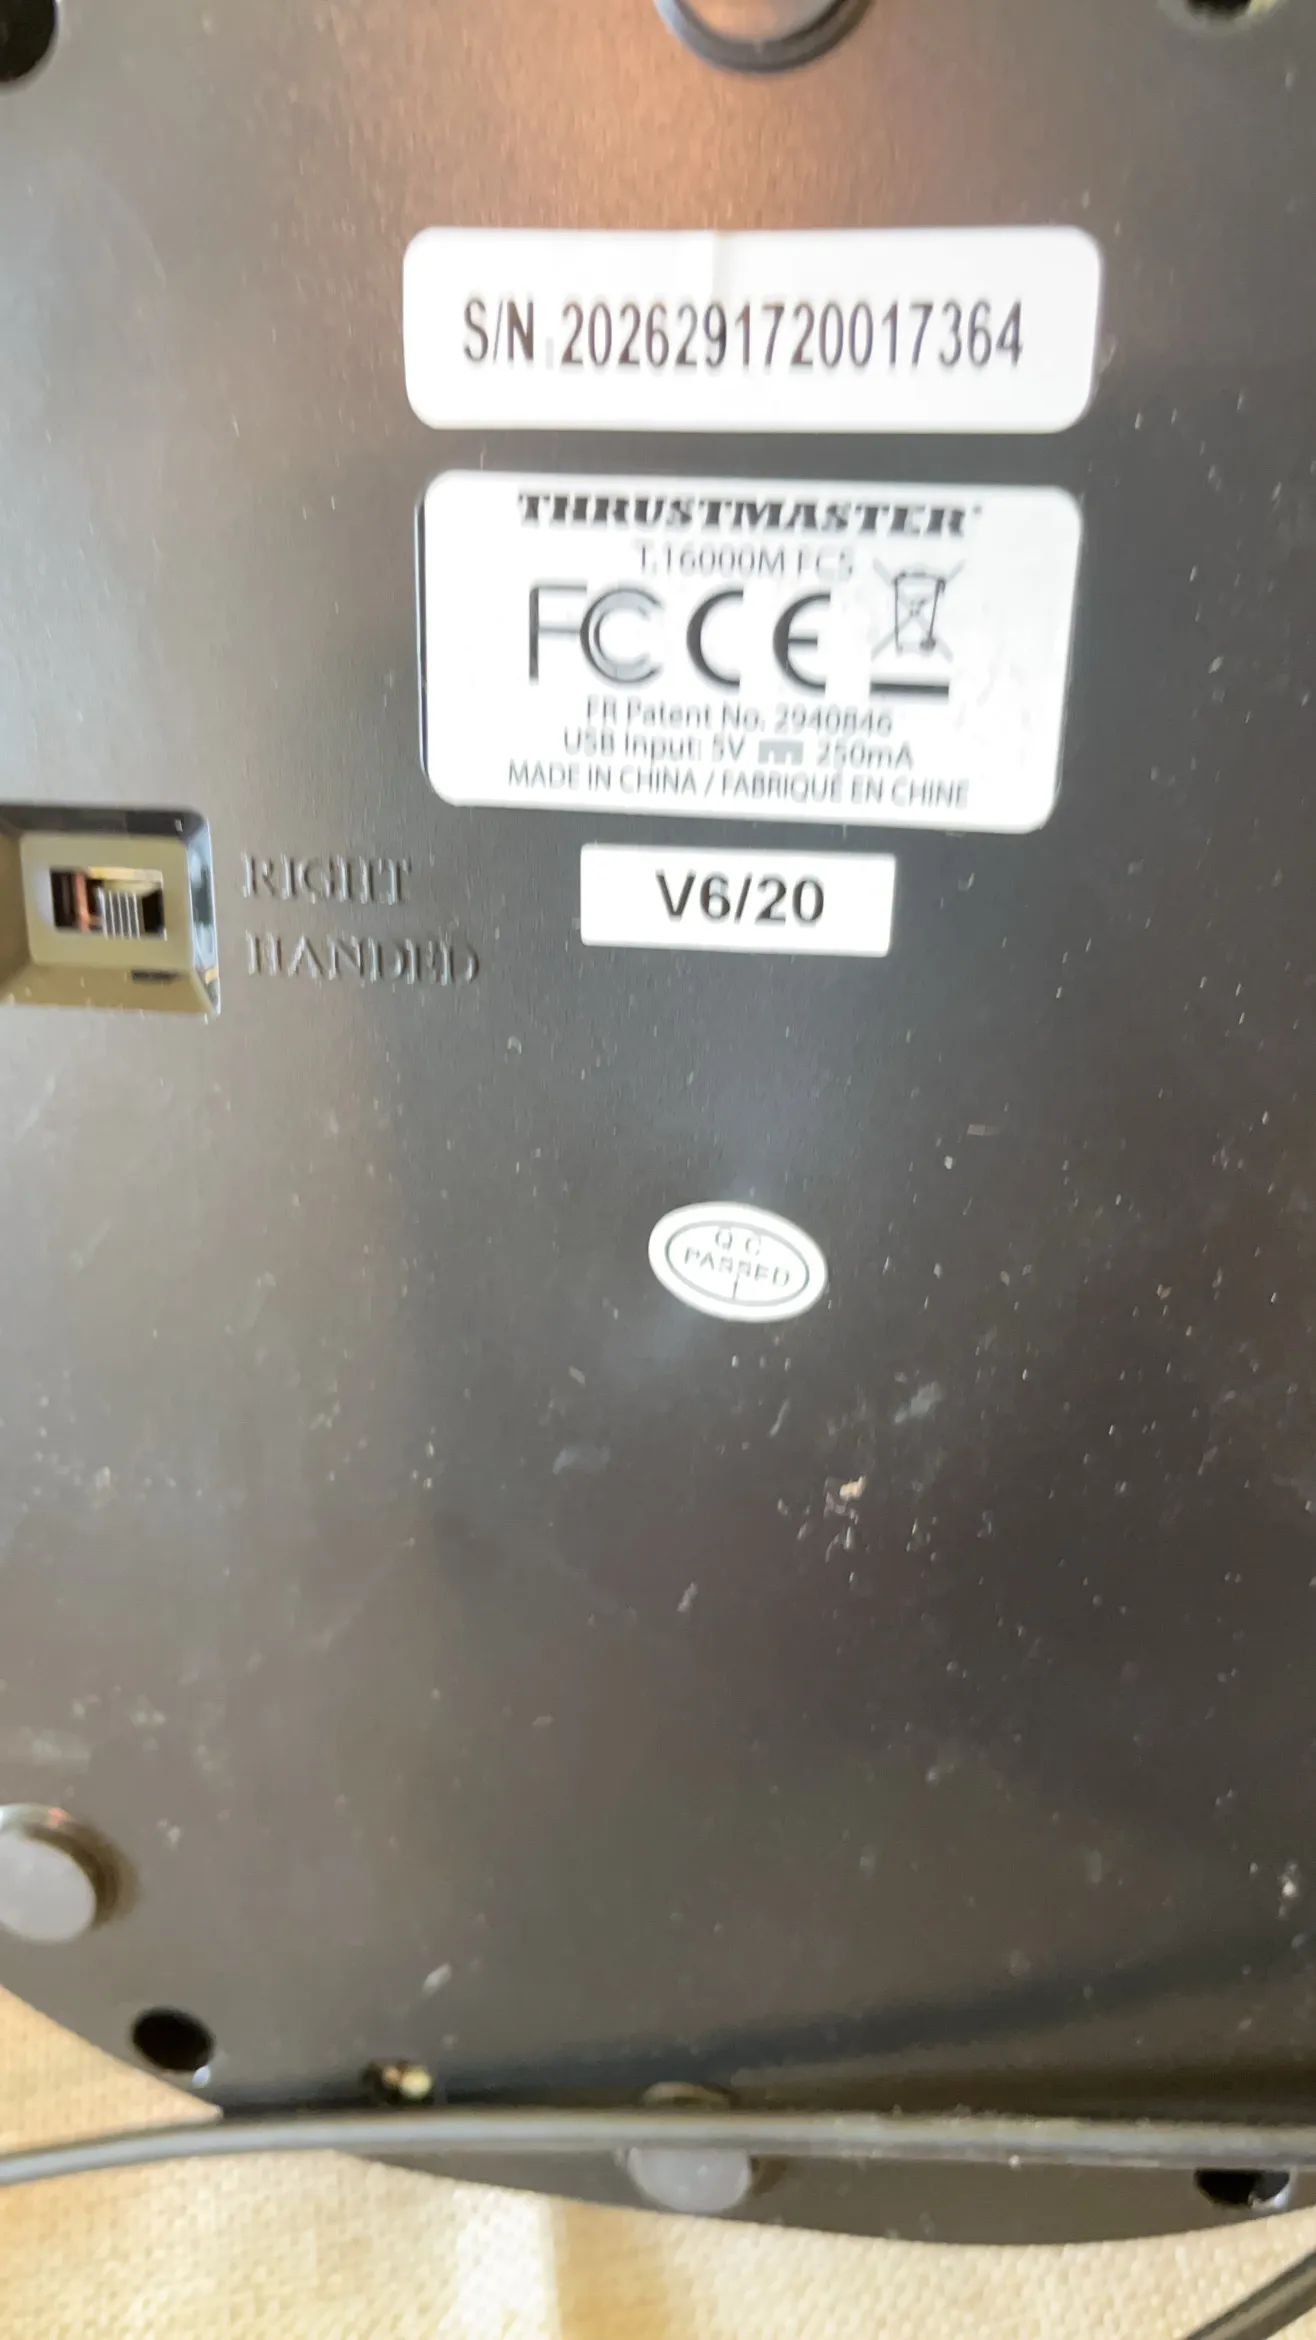 S/N 2026291720017364
THRUSTMASTER
T.16000M FCS
FC CE
FR Patent No. 2940846
USB Input: 5V 250mA
MADE IN CHINA / FABRIQUÉ EN CHINE
RIGHT
HANDED
V6/20
Q C
PASSED